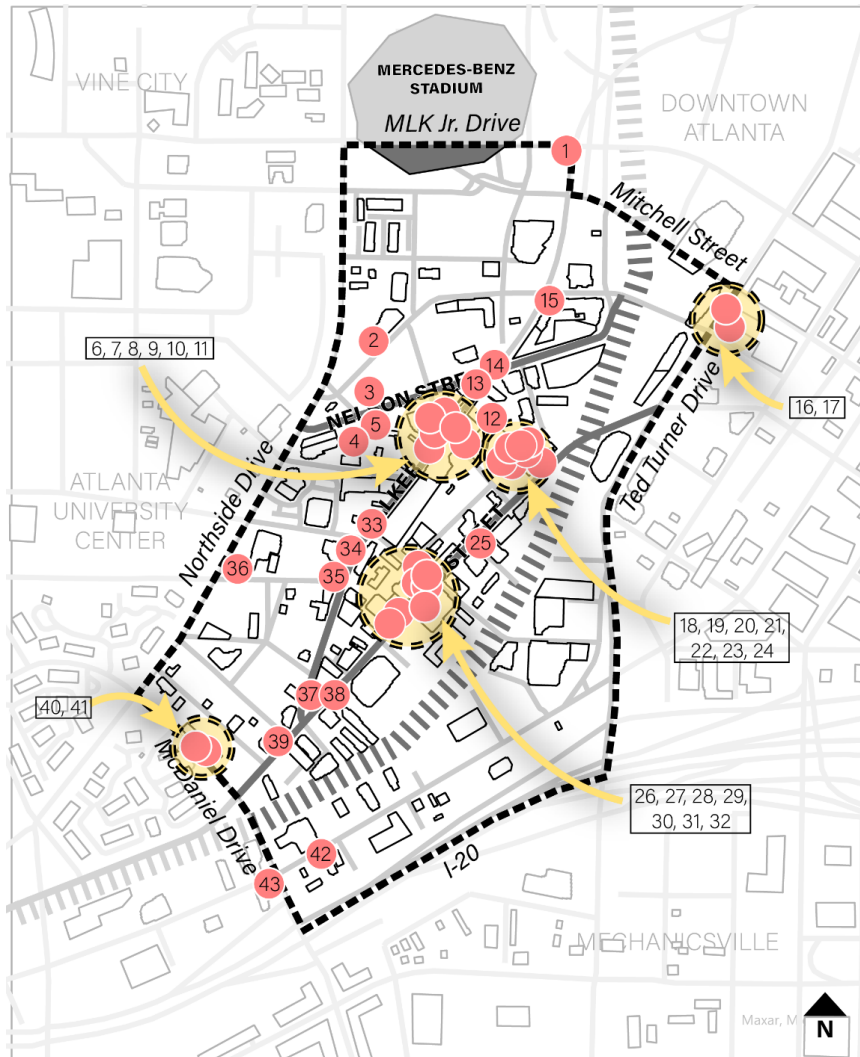 MERCEDES-BENZ
STADIUM
VINE CITY
MLK Jr. Drive
DOWNTOWN
ATLANTA
1
Mitchell Street
15
2
6, 7, 8, 9, 10, 11
14
13
3
16, 17
12
5
4
Ted Turner Drive
ATLANTA
UNIVERSITY
CENTER
Northside Drive
33
34
25
36
35
18, 19, 20, 21,
22, 23, 24
37
38
40, 41
39
McDaniel Drive
26, 27, 28, 29,
30, 31, 32
42
I-20
43
MECHANICSVILLE
Maxar,
N